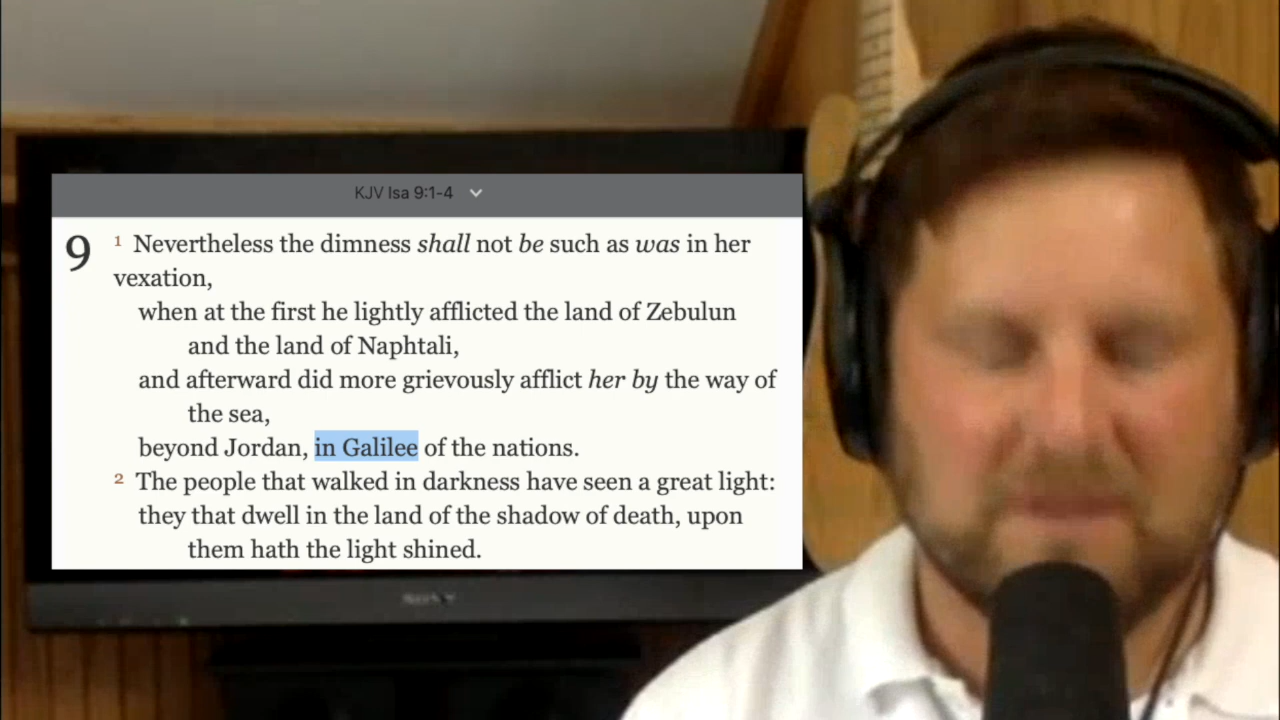 KJV Isa 9:1-4
9 1 Nevertheless the dimness shall not be such as was in her
vexation,
when at the first he lightly afflicted the land of Zebulun
and the land of Naphtali,
and afterward did more grievously afflict her by the way of
the sea,
beyond Jordan, in Galilee of the nations.
2 The people that walked in darkness have seen a great light:
they that dwell in the land of the shadow of death, upon
them hath the light shined.
SONY